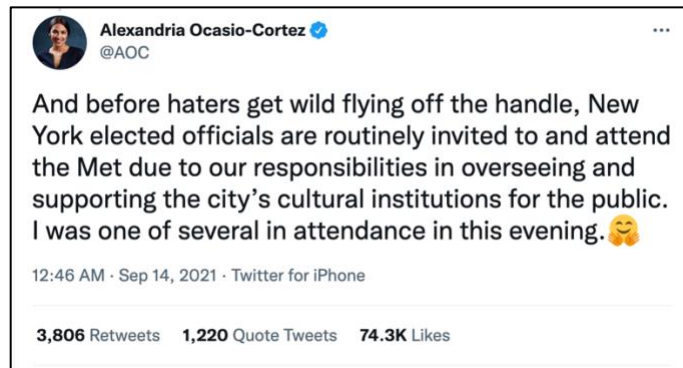 Alexandria Ocasio-Cortez
@AOC
And before haters get wild flying off the handle, New
York elected officials are routinely invited to and attend
the Met due to our responsibilities in overseeing and
supporting the city’s cultural institutions for the public.
I was one of several in attendance in this evening.🤗
12:46 AM · Sep 14, 2021 · Twitter for iPhone
3,806 Retweets 1,220 Quote Tweets 74.3K Likes